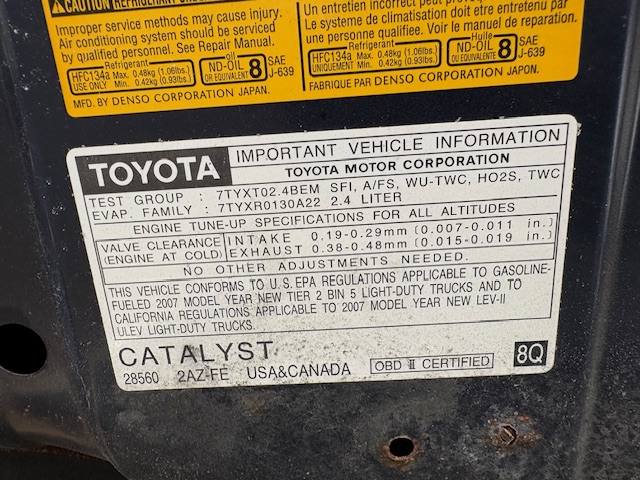 CAUTION REFRIGERANT
Improper service methods may cause injury.
Air conditioning system should be serviced
by qualified personnel. See Repair Manual.
Refrigerant
HFC134a Max. 0.48kg (1.06lbs.)
USE ONLY Min. 0.42kg (0.93lbs.)
Oil
ND-OIL 8
OR EQUIVALENT
SAE
J-639
MFD. BY DENSO CORPORATION JAPAN.
Un entretien incorrect peut causer
Le systeme de climatisation doit etre entretenu par
une personne qualifiee. Voir le manuel de reparation.
Refrigerant
HFC134a Max. 0.48kg (1.06lbs.)
UNIQUEMENT Min. 0.42kg (0.93lbs.)
Huile
ND-OIL 8
OU EQUIVALENT
SAE
J-639
FABRIQUE PAR DENSO CORPORATION, JAPAN.
TOYOTA
IMPORTANT VEHICLE INFORMATION
TOYOTA MOTOR CORPORATION
TEST GROUP : 7TYXT02.4BEM SFI, A/FS, WU-TWC, HO2S, TWC
EVAP. FAMILY : 7TYXR0130A22 2.4 LITER
ENGINE TUNE-UP SPECIFICATIONS FOR ALL ALTITUDES
VALVE CLEARANCE INTAKE 0.19-0.29mm (0.007-0.011 in.)
(ENGINE AT COLD) EXHAUST 0.38-0.48mm (0.015-0.019 in.)
NO OTHER ADJUSTMENTS NEEDED.
THIS VEHICLE CONFORMS TO U.S.EPA REGULATIONS APPLICABLE TO GASOLINE-
FUELED 2007 MODEL YEAR NEW TIER 2 BIN 5 LIGHT-DUTY TRUCKS AND TO
CALIFORNIA REGULATIONS APPLICABLE TO 2007 MODEL YEAR NEW LEV-II
ULEV LIGHT-DUTY TRUCKS.
CATALYST
28560 2AZ-FE USA&CANADA
OBD II CERTIFIED
8Q